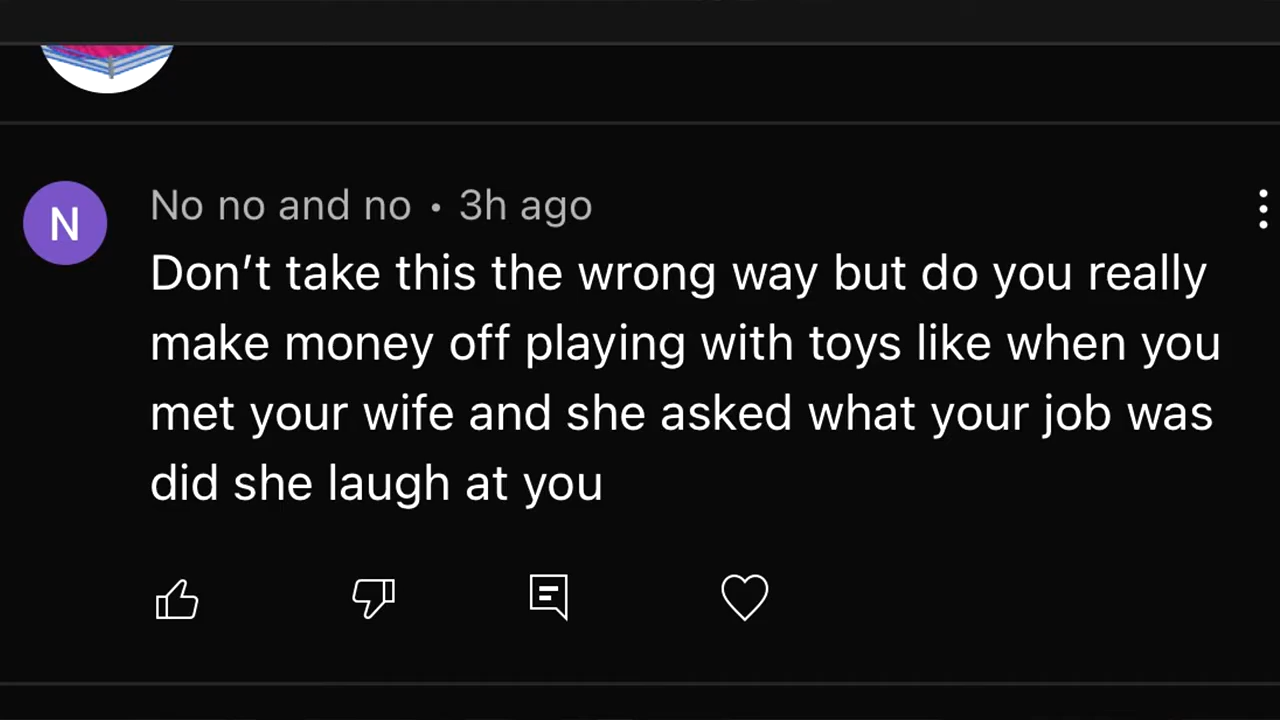 N
No no and no • 3h ago
Don’t take this the wrong way but do you really
make money off playing with toys like when you
met your wife and she asked what your job was
did she laugh at you